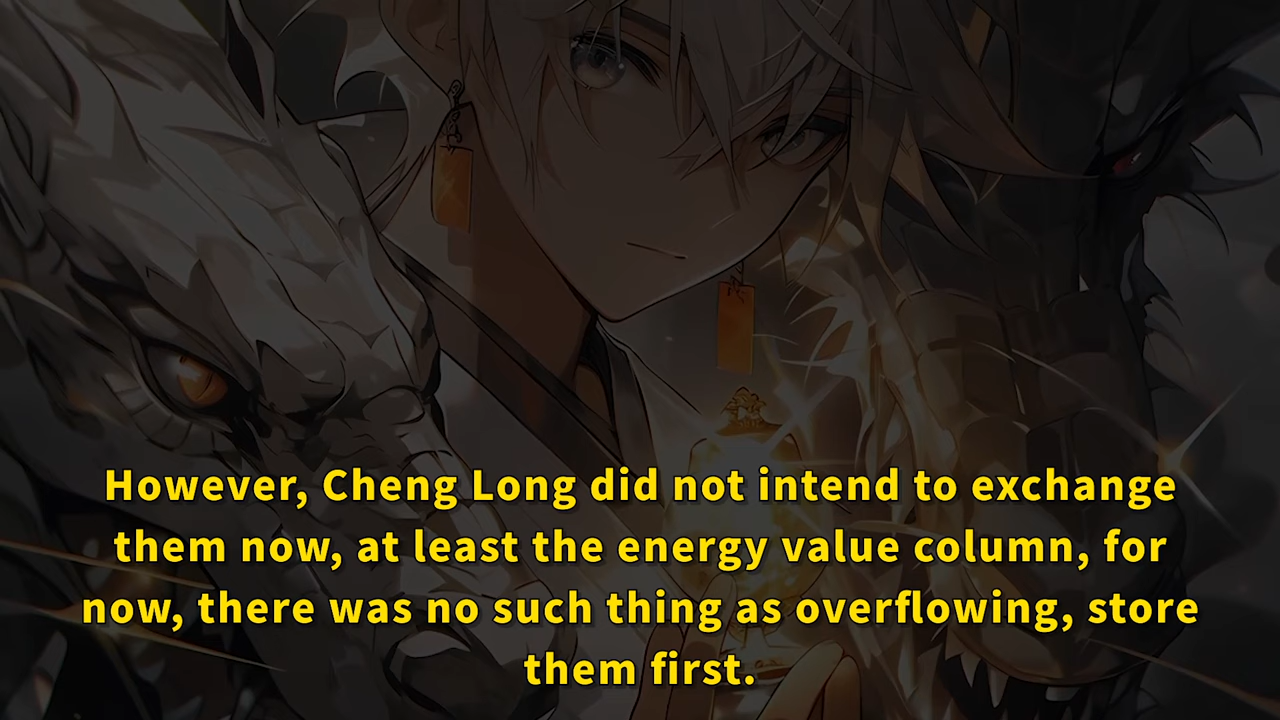 However, Cheng Long did not intend to exchange
them now, at least the energy value column, for
now, there was no such thing as overflowing, store
them first.